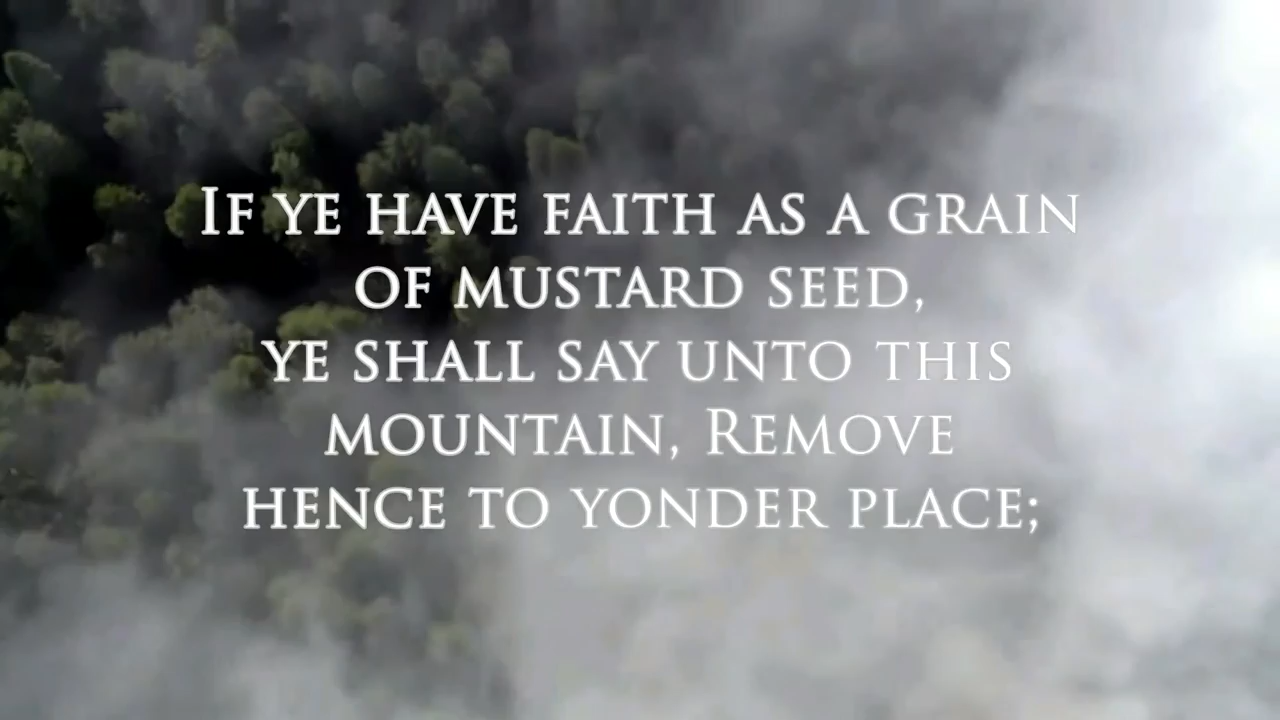 If ye have faith as a grain
of mustard seed,
ye shall say unto this
mountain, Remove
hence to yonder place;